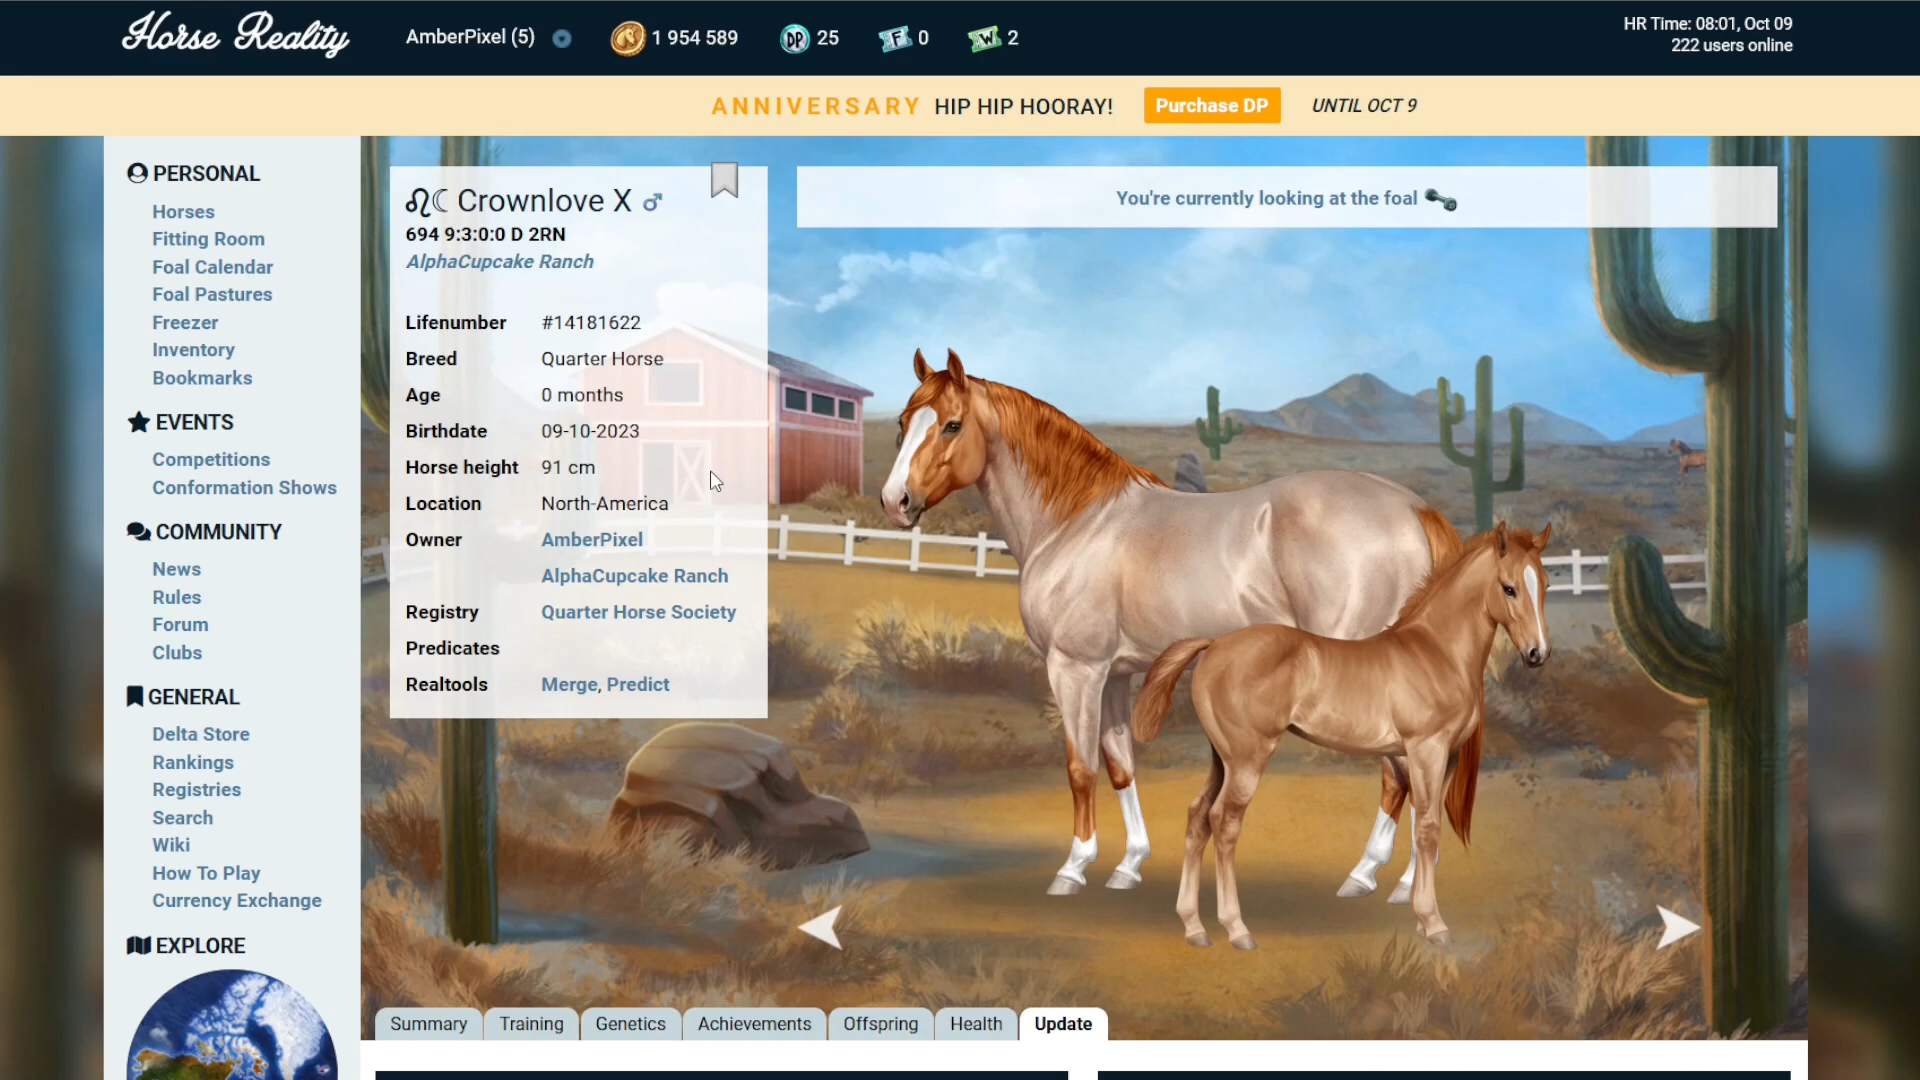 Horse Reality
AmberPixel (5)
1 954 589
DP
25
F
0
W
2
HR Time: 08:01, Oct 09
222 users online
ANNIVERSARY HIP HIP HOORAY! Purchase DP UNTIL OCT 9
PERSONAL
Horses
Fitting Room
Foal Calendar
Foal Pastures
Freezer
Inventory
Bookmarks
EVENTS
Competitions
Conformation Shows
COMMUNITY
News
Rules
Forum
Clubs
GENERAL
Delta Store
Rankings
Registries
Search
Wiki
How To Play
Currency Exchange
EXPLORE
♌☾ Crownlove X ♂
694 9:3:0:0 D 2RN
AlphaCupcake Ranch
Lifenumber #14181622
Breed Quarter Horse
Age 0 months
Birthdate 09-10-2023
Horse height 91 cm
Location North-America
Owner AmberPixel
AlphaCupcake Ranch
Registry Quarter Horse Society
Predicates
Realtools Merge, Predict
You're currently looking at the foal
Summary Training Genetics Achievements Offspring Health Update